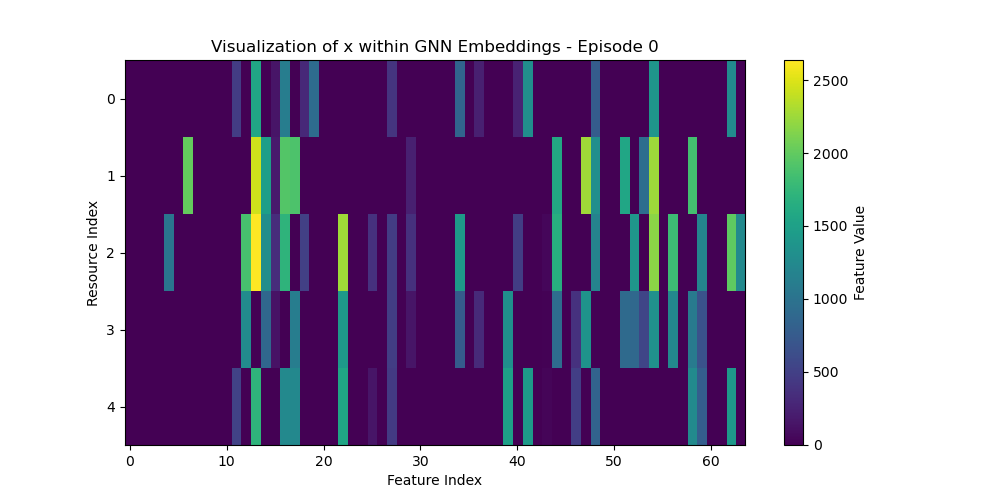 Visualization of x within GNN Embeddings - Episode 0
Resource Index
0
1
2
3
4
0 10 20 30 40 50 60
Feature Index
2500
2000
1500
1000
500
0
Feature Value